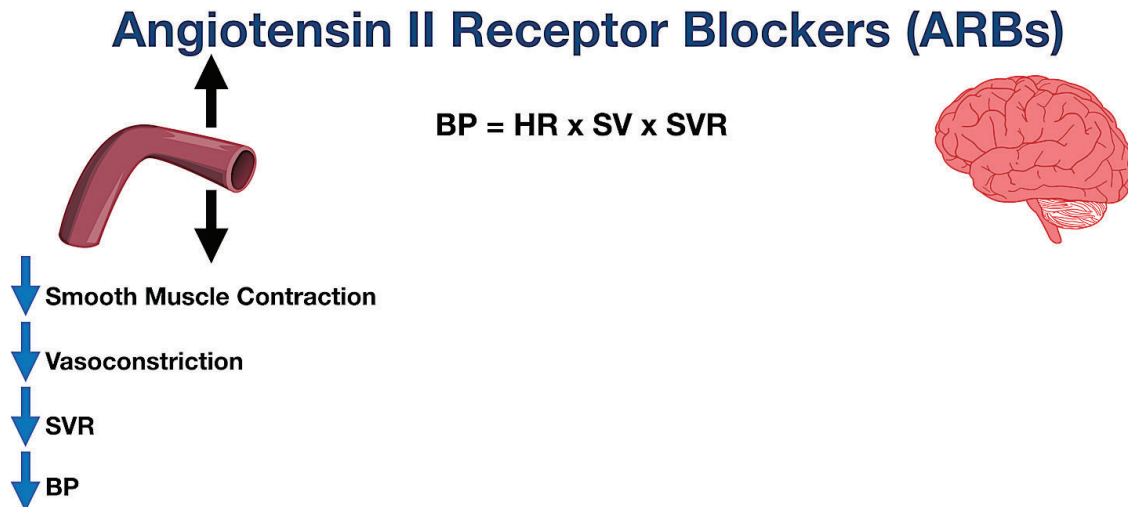 Angiotensin II Receptor Blockers (ARBs)
BP = HR x SV x SVR
Smooth Muscle Contraction
Vasoconstriction
SVR
BP